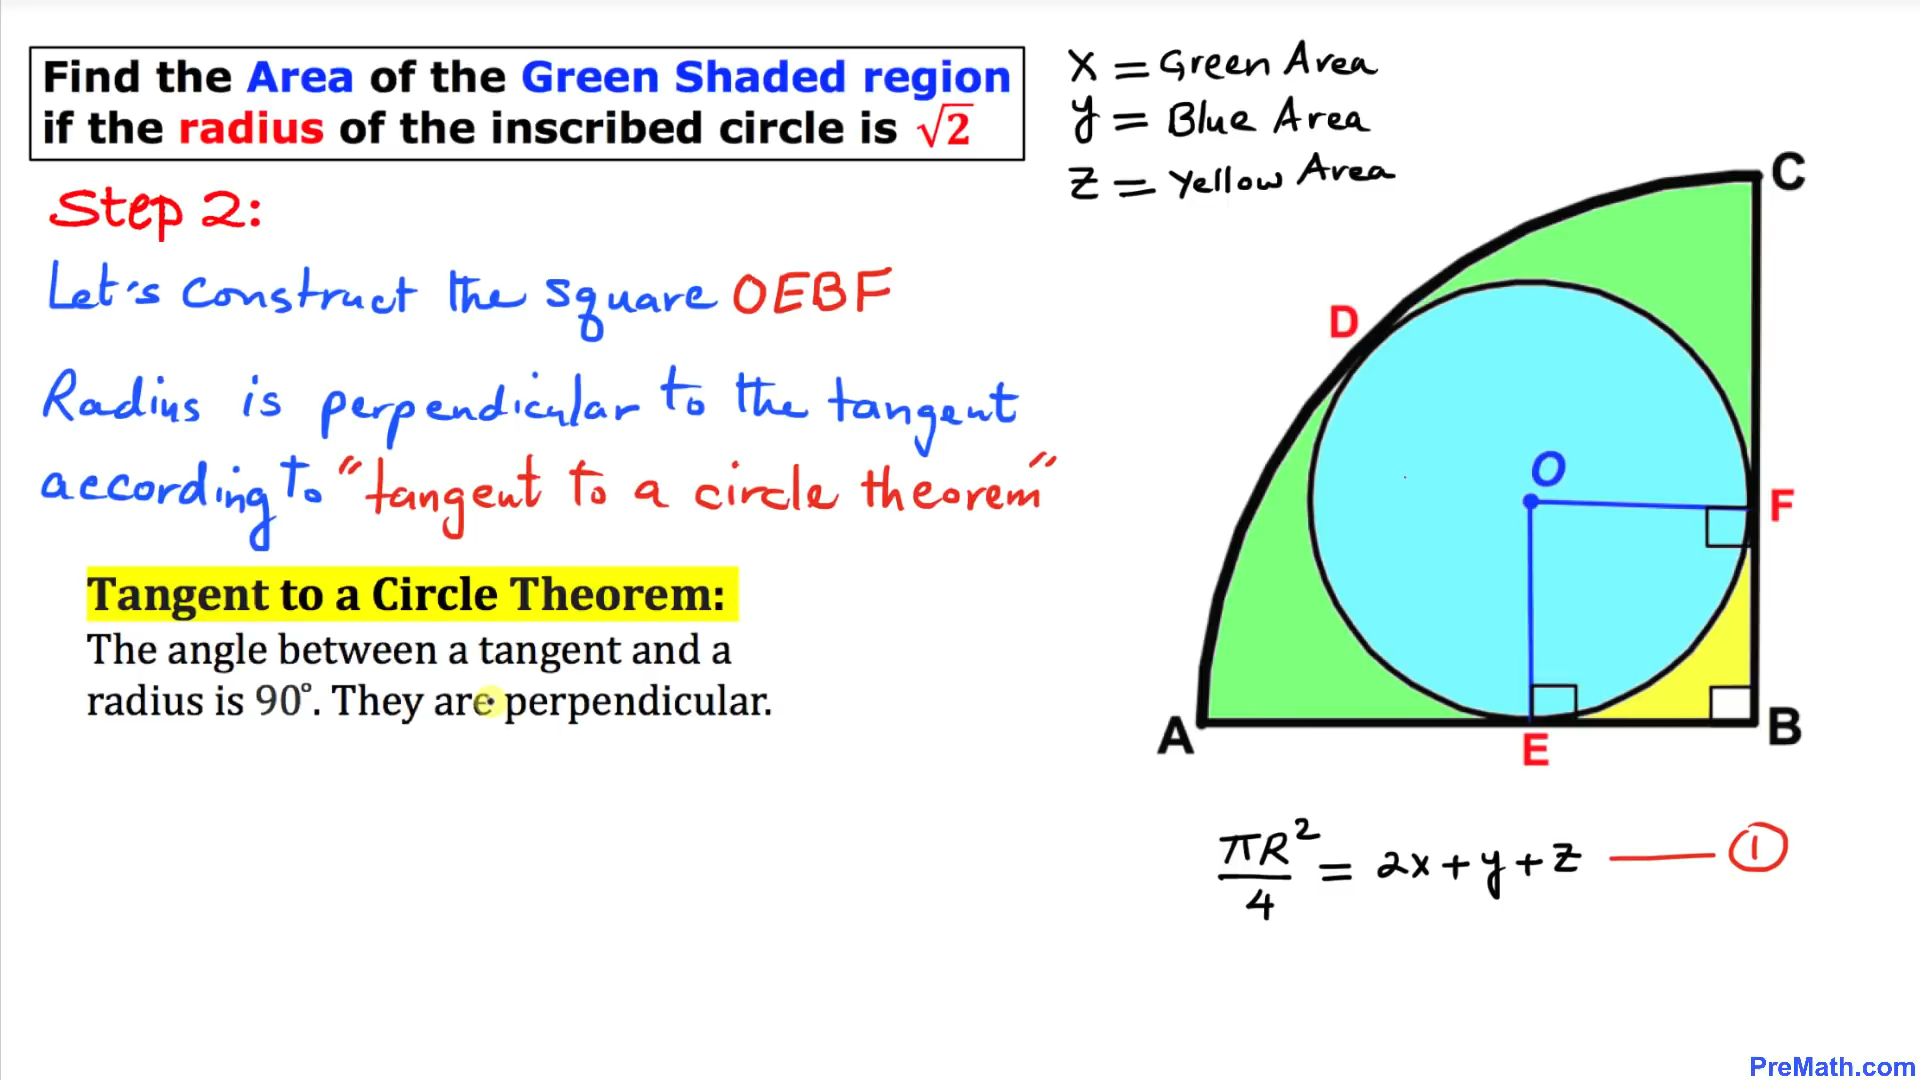 Find the Area of the Green Shaded region
if the radius of the inscribed circle is √2
x = Green Area
y = Blue Area
z = Yellow Area
Step 2:
Let's construct the square OEBF
Radius is perpendicular to the tangent
according to "tangent to a circle theorem"
Tangent to a Circle Theorem:
The angle between a tangent and a
radius is 90°. They are perpendicular.
C
D
O
F
A
E
B
πR²/4 = 2x + y + z —— ①
PreMath.com